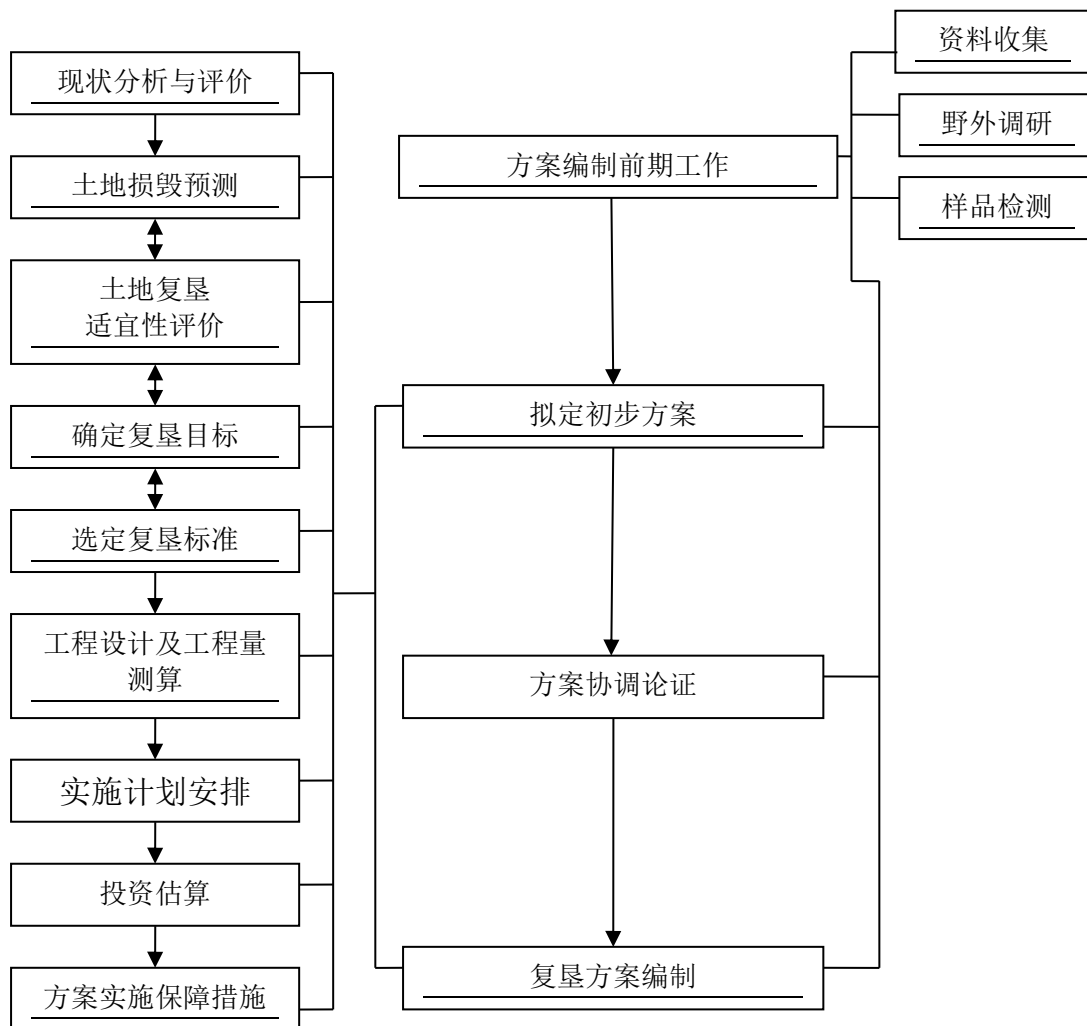 现状分析与评价
土地损毁预测
土地复垦
适宜性评价
确定复垦目标
选定复垦标准
工程设计及工程量
测算
实施计划安排
投资估算
方案实施保障措施
方案编制前期工作
拟定初步方案
方案协调论证
复垦方案编制
资料收集
野外调研
样品检测